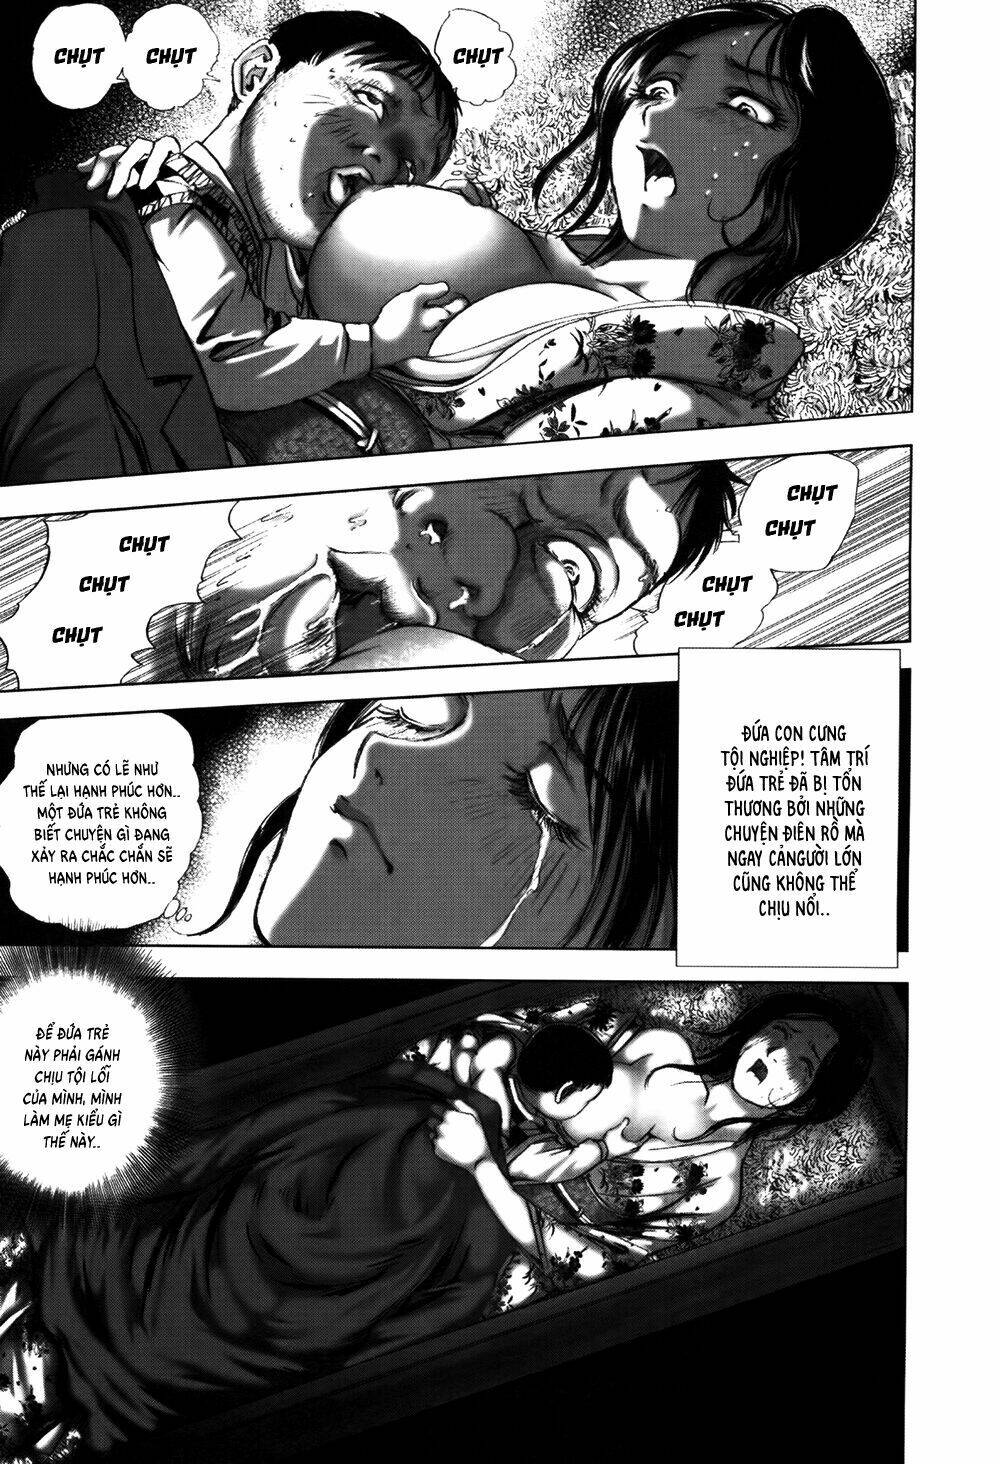 CHỤT
CHỤT
CHỤT
CHỤT
CHỤT
CHỤT
CHỤT
CHỤT
CHỤT
CHỤT
ĐỨA CON CƯNG
TỘI NGHIỆP! TÂM TRÍ
ĐỨA TRẺ ĐÃ BỊ TỔN
THƯƠNG BỞI NHỮNG
CHUYỆN ĐIÊN RỒ MÀ
NGAY CẢNGƯỜI LỚN
CŨNG KHÔNG THỂ
CHỊU NỔI..
NHƯNG CÓ LẼ NHƯ
THẾ LẠI HẠNH PHÚC HƠN..
MỘT ĐỨA TRẺ KHÔNG
BIẾT CHUYỆN GÌ ĐANG
XẢY RA CHẮC CHẮN SẼ
HẠNH PHÚC HƠN..
ĐỂ ĐỨA TRẺ
NÀY PHẢI GÁNH
CHỊU TỘI LỖI
CỦA MÌNH, MÌNH
LÀM MẸ KIỂU GÌ
THẾ NÀY..